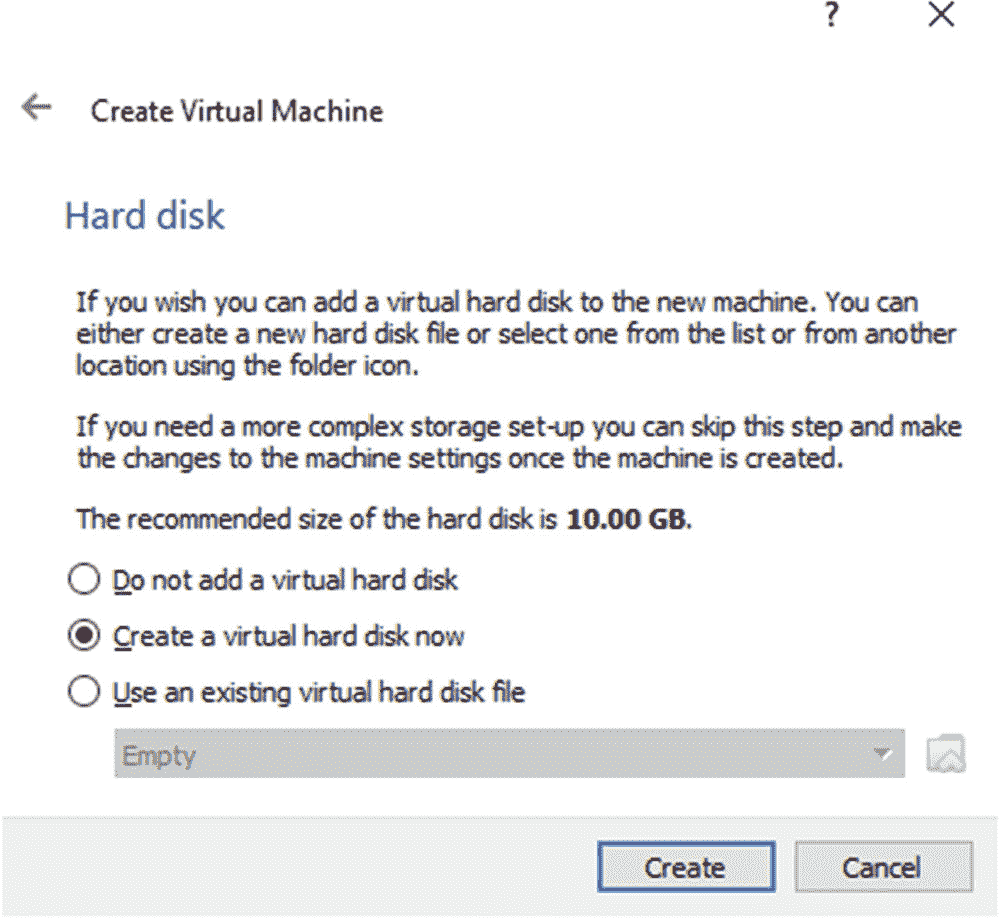 ?
Create Virtual Machine
Hard disk
If you wish you can add a virtual hard disk to the new machine. You can
either create a new hard disk file or select one from the list or from another
location using the folder icon.
If you need a more complex storage set-up you can skip this step and make
the changes to the machine settings once the machine is created.
The recommended size of the hard disk is 10.00 GB.
Do not add a virtual hard disk
Create a virtual hard disk now
Use an existing virtual hard disk file
Empty
Create
Cancel